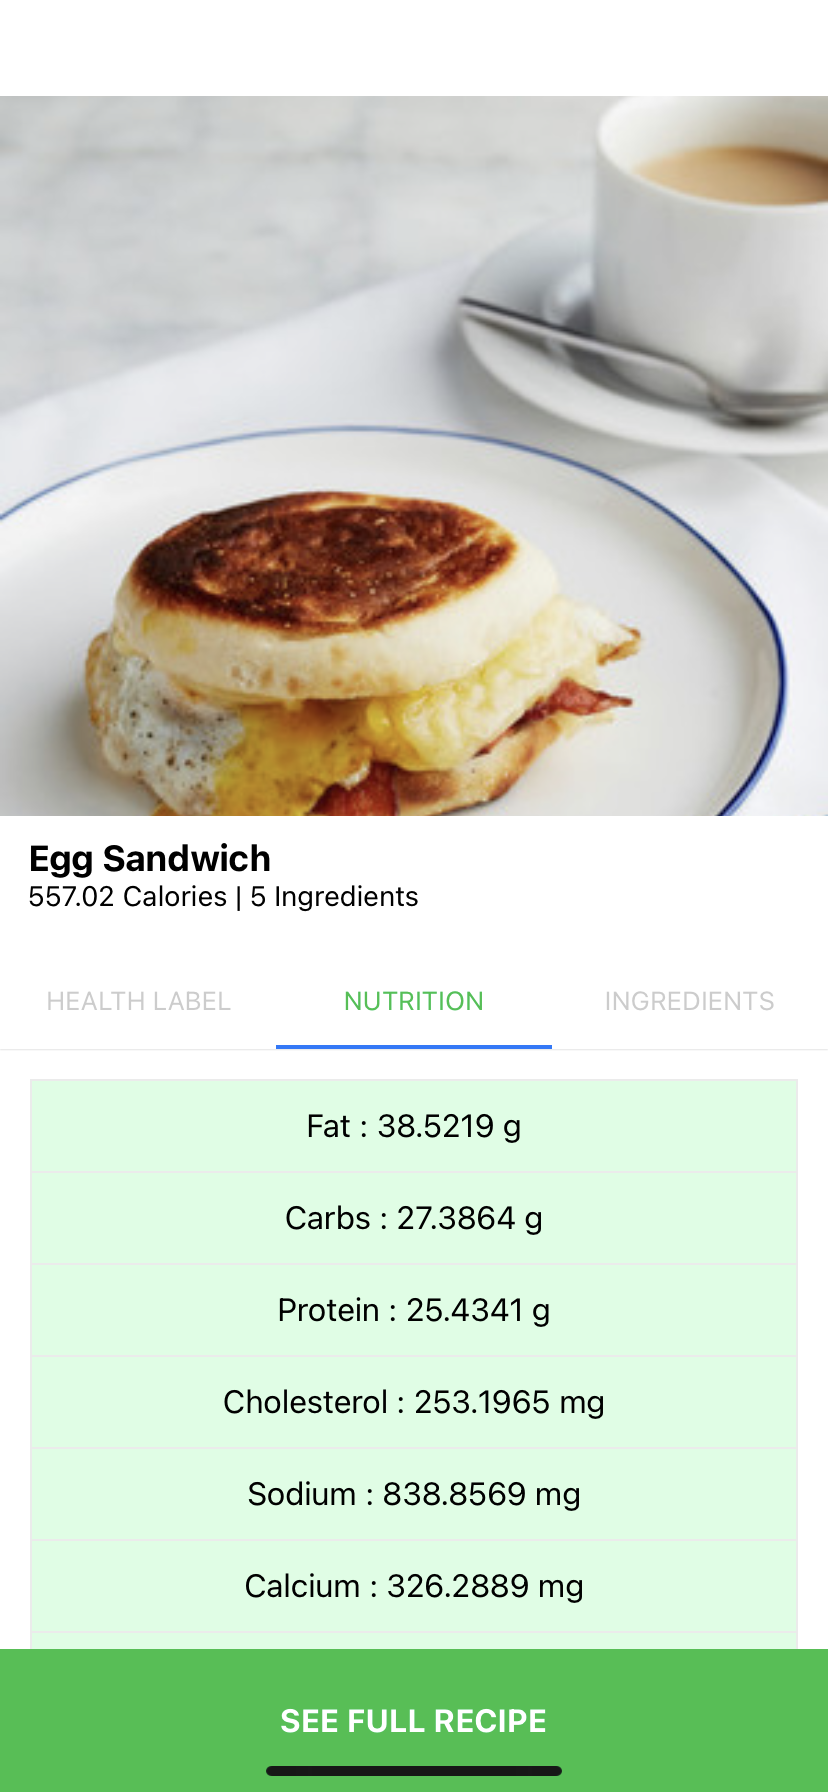 Egg Sandwich
557.02 Calories | 5 Ingredients
HEALTH LABEL
NUTRITION
INGREDIENTS
Fat : 38.5219 g
Carbs : 27.3864 g
Protein : 25.4341 g
Cholesterol : 253.1965 mg
Sodium : 838.8569 mg
Calcium : 326.2889 mg
SEE FULL RECIPE